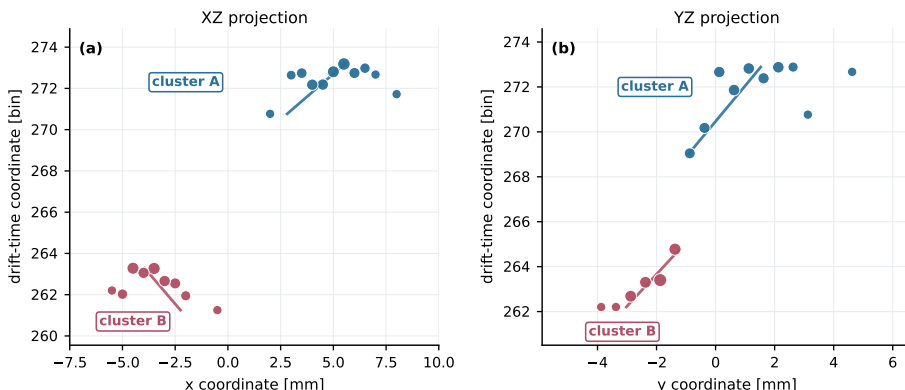 XZ projection
(a)
cluster A
cluster B
drift-time coordinate [bin]
274
272
270
268
266
264
262
260
−7.5 −5.0 −2.5 0.0 2.5 5.0 7.5 10.0
x coordinate [mm]
YZ projection
(b)
cluster A
cluster B
drift-time coordinate [bin]
274
272
270
268
266
264
262
−4 −2 0 2 4 6
y coordinate [mm]